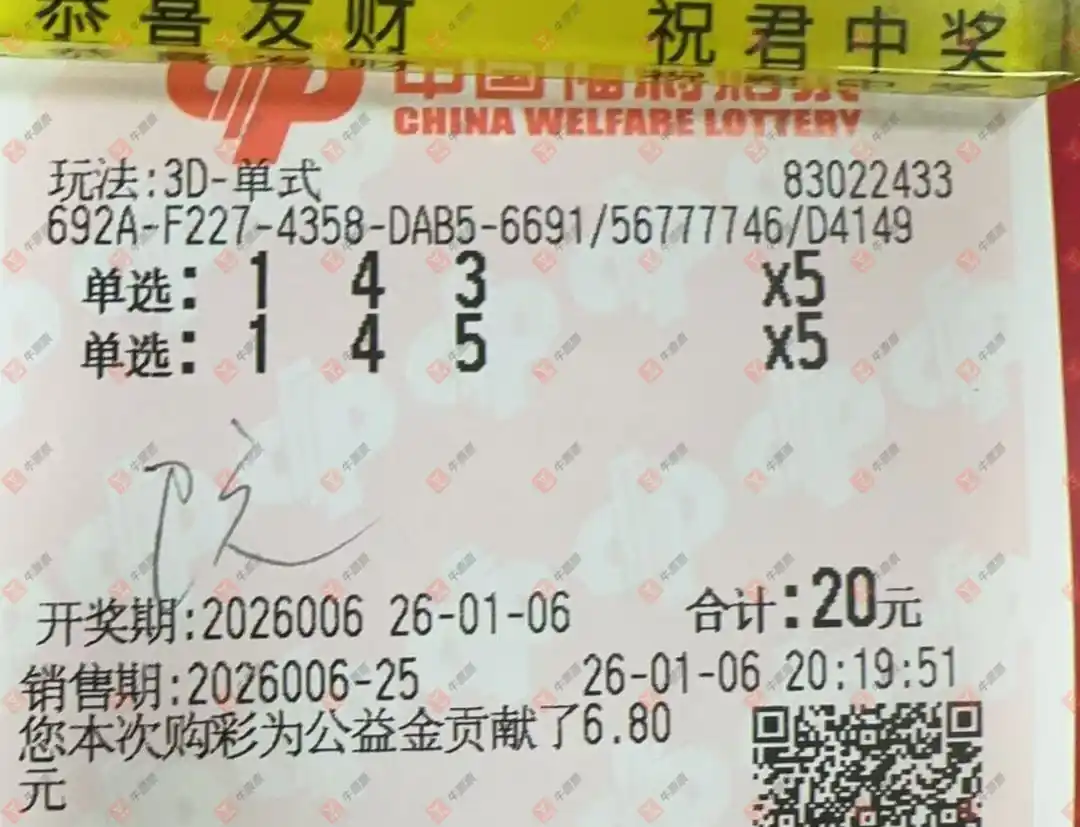 恭喜发财 祝君中奖
中国福利彩票
CHINA WELFARE LOTTERY
玩法:3D-单式 83022433
692A-F227-4358-DAB5-6691/56777746/D4149
单选: 1 4 3 x5
单选: 1 4 5 x5
开奖期:2026006 26-01-06 合计:20元
销售期:2026006-25 26-01-06 20:19:51
您本次购彩为公益金贡献了6.80
元